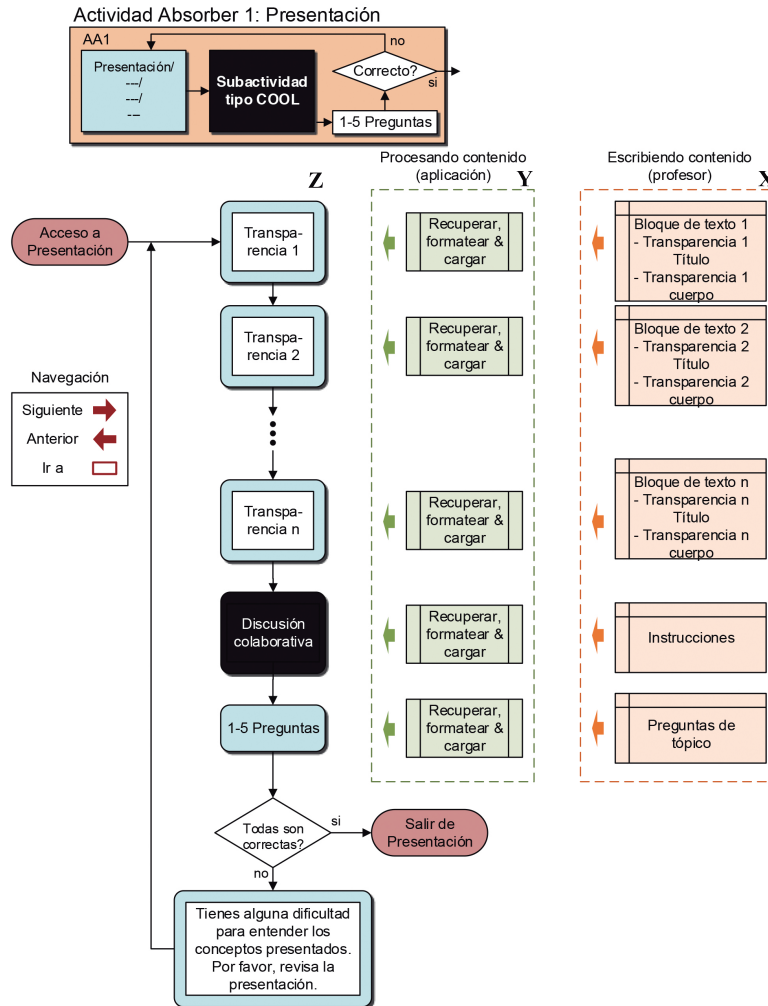 Actividad Absorber 1: Presentación
AA1
Presentación/
---/
---/
---
Subactividad
tipo COOL
1-5 Preguntas
Correcto?
no
si
Z
Procesando contenido
(aplicación)
Y
Escribiendo contenido
(profesor)
X
Acceso a
Presentación
Transpa-
rencia 1
Recuperar,
formatear &
cargar
Bloque de texto 1
- Transparencia 1
Título
- Transparencia 1
cuerpo
Transpa-
rencia 2
Recuperar,
formatear &
cargar
Bloque de texto 2
- Transparencia 2
Título
- Transparencia 2
cuerpo
Navegación
Siguiente
Anterior
Ir a
Transpa-
rencia n
Recuperar,
formatear &
cargar
Bloque de texto n
- Transparencia n
Título
- Transparencia n
cuerpo
Discusión
colaborativa
Recuperar,
formatear &
cargar
Instrucciones
1-5 Preguntas
Recuperar,
formatear &
cargar
Preguntas de
tópico
Todas son
correctas?
si
Salir de
Presentación
no
Tienes alguna dificultad
para entender los
conceptos presentados.
Por favor, revisa la
presentación.